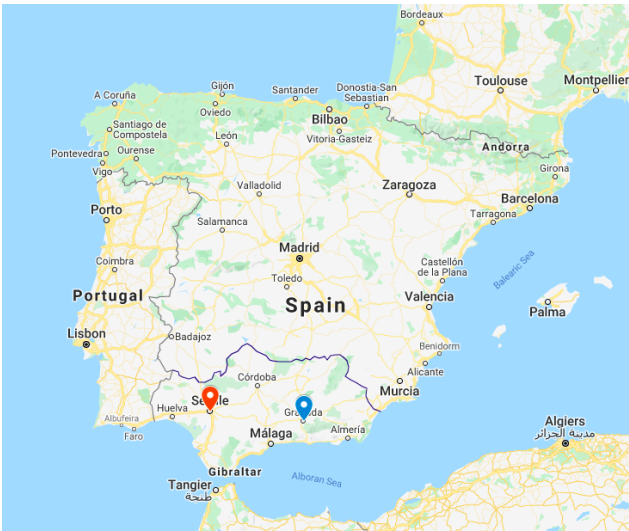 Bordeaux
Toulouse
Montpellier
Gijón
Santander
Donostia-San
Sebastian
A Coruña
Oviedo
Bilbao
Santiago de
Compostela
León
Vitoria-Gasteiz
Andorra
Pontevedra
Ourense
Vigo
Girona
Valladolid
Zaragoza
Barcelona
Porto
Tarragona
Salamanca
Madrid
Coimbra
Castellón
de la Plana
Balearic Sea
Toledo
Portugal
Spain
Valencia
Palma
Lisbon
Badajoz
Benidorm
Alicante
Córdoba
Murcia
Seville
Huelva
Granada
Albufeira
Faro
Málaga
Almería
Algiers
مدينة الجزائر
Gibraltar
Alboran Sea
Tangier
طنجة